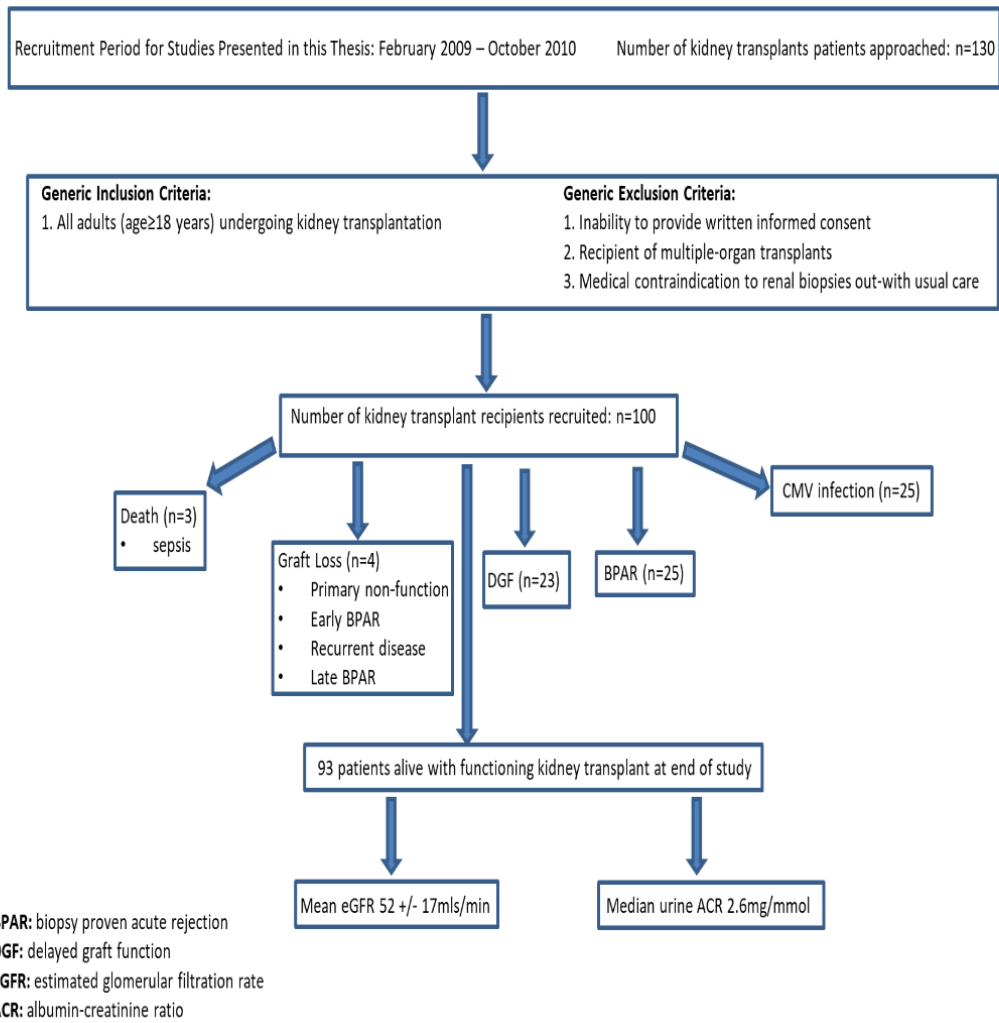 Recruitment Period for Studies Presented in this Thesis: February 2009 – October 2010 Number of kidney transplants patients approached: n=130
Generic Inclusion Criteria:
1. All adults (age≥18 years) undergoing kidney transplantation
Generic Exclusion Criteria:
1. Inability to provide written informed consent
2. Recipient of multiple-organ transplants
3. Medical contraindication to renal biopsies out-with usual care
Number of kidney transplant recipients recruited: n=100
Death (n=3)
• sepsis
Graft Loss (n=4)
• Primary non-function
• Early BPAR
• Recurrent disease
• Late BPAR
DGF (n=23)
BPAR (n=25)
CMV infection (n=25)
93 patients alive with functioning kidney transplant at end of study
Mean eGFR 52 +/- 17mls/min
Median urine ACR 2.6mg/mmol
PAR: biopsy proven acute rejection
GF: delayed graft function
GFR: estimated glomerular filtration rate
ACR: albumin-creatinine ratio